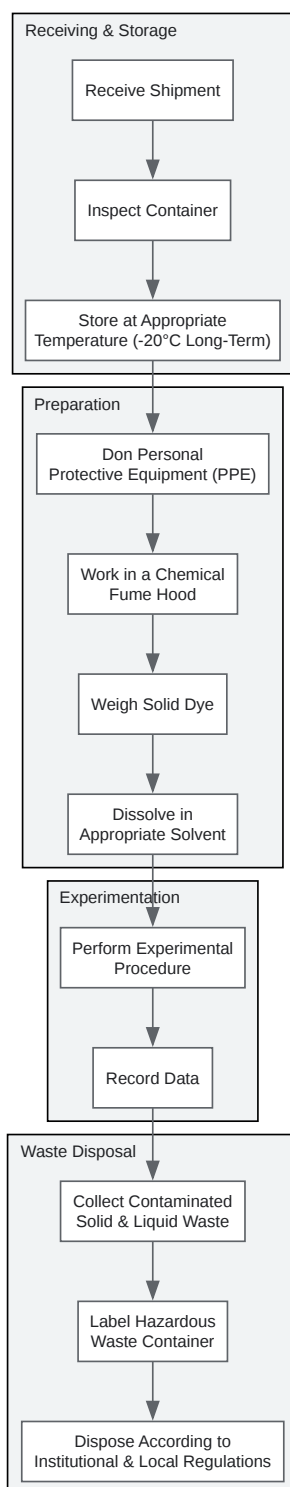 Receiving & Storage
Receive Shipment
Inspect Container
Store at Appropriate
Temperature (-20°C Long-Term)
Preparation
Don Personal
Protective Equipment (PPE)
Work in a Chemical
Fume Hood
Weigh Solid Dye
Dissolve in
Appropriate Solvent
Experimentation
Perform Experimental
Procedure
Record Data
Waste Disposal
Collect Contaminated
Solid & Liquid Waste
Label Hazardous
Waste Container
Dispose According to
Institutional & Local Regulations